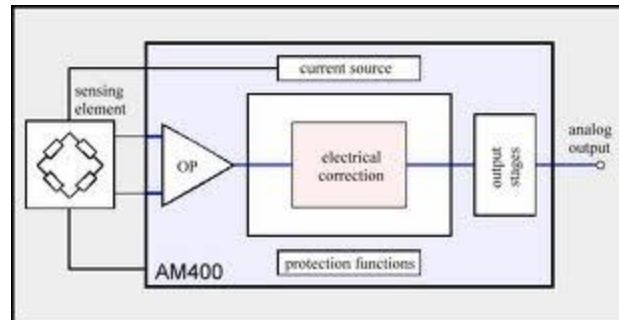 current source
sensing
element
analog
output
OP
electrical
correction
output
stages
AM400
protection functions